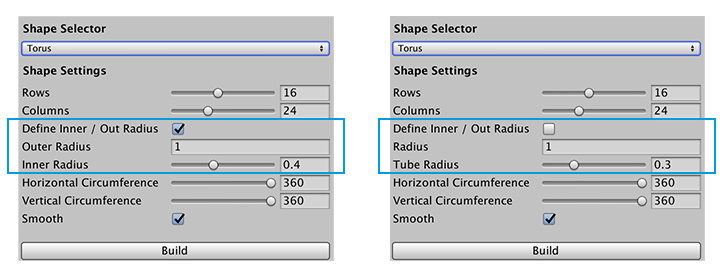 Shape Selector
Torus
Shape Settings
Rows 16
Columns 24
Define Inner / Out Radius
Outer Radius 1
Inner Radius 0.4
Horizontal Circumference 360
Vertical Circumference 360
Smooth
Build
Shape Selector
Torus
Shape Settings
Rows 16
Columns 24
Define Inner / Out Radius
Radius 1
Tube Radius 0.3
Horizontal Circumference 360
Vertical Circumference 360
Smooth
Build